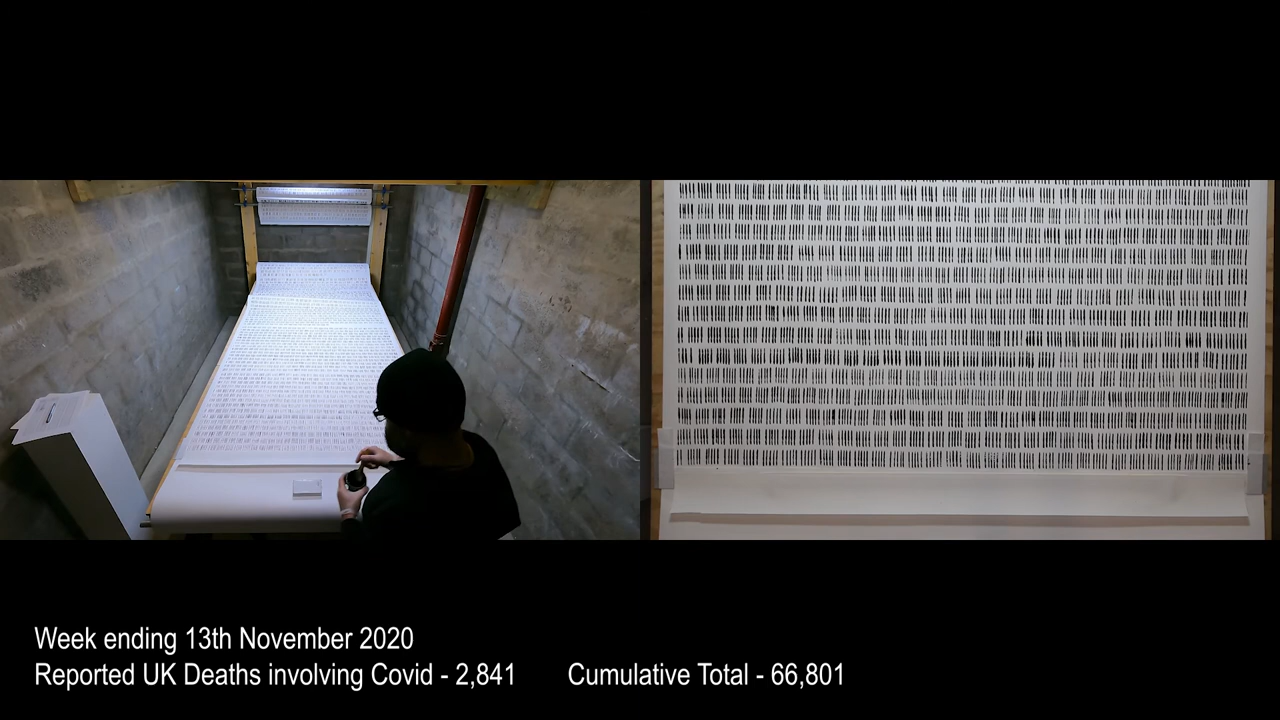 Week ending 13th November 2020
Reported UK Deaths involving Covid - 2,841 Cumulative Total - 66,801